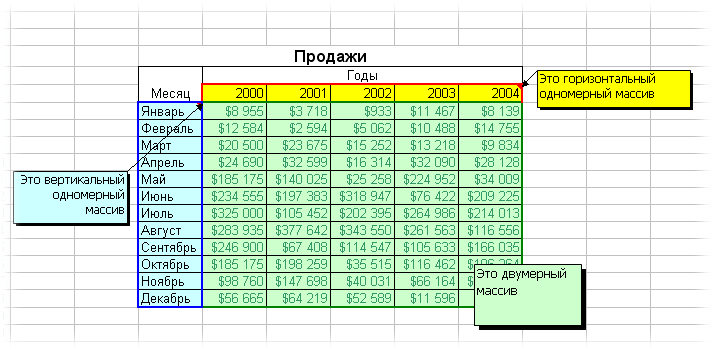 Продажи
Годы
Месяц 2000 2001 2002 2003 2004
Январь $8 955 $3 718 $933 $11 467 $8 139
Февраль $12 584 $2 594 $5 062 $10 488 $14 755
Март $20 500 $23 675 $15 252 $13 218 $9 834
Апрель $24 690 $32 599 $16 314 $32 090 $28 128
Май $185 175 $140 025 $25 258 $224 952 $34 009
Июнь $234 555 $197 383 $318 947 $76 422 $209 225
Июль $325 000 $105 452 $202 395 $264 986 $214 013
Август $283 935 $377 642 $343 550 $261 563 $116 556
Сентябрь $246 900 $67 408 $114 547 $105 633 $166 035
Октябрь $185 175 $198 259 $35 515 $116 462
Ноябрь $98 760 $147 698 $40 031 $66 164
Декабрь $56 665 $64 219 $52 589 $11 596
Это горизонтальный
одномерный массив
Это вертикальный
одномерный
массив
Это двумерный
массив